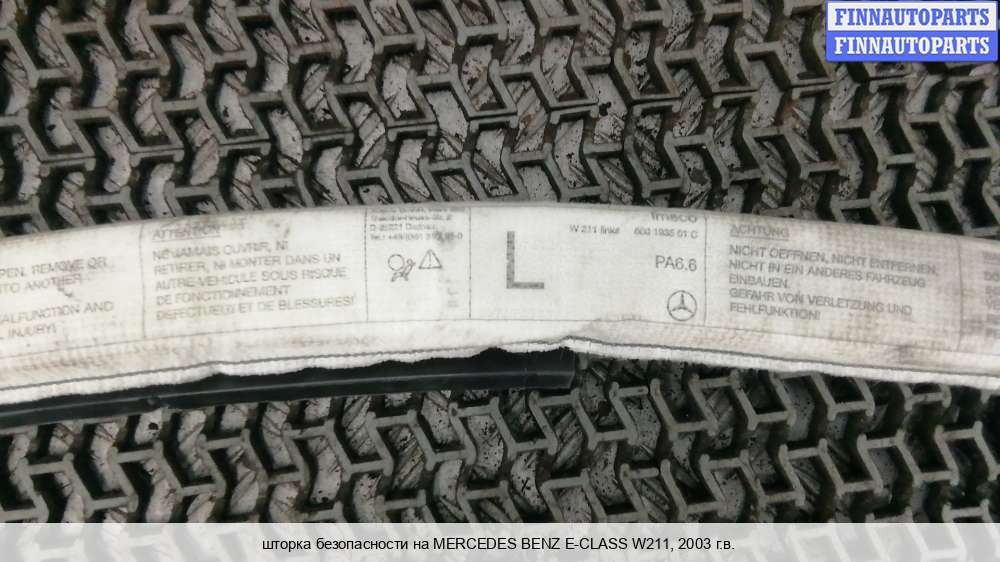 FINNAUTOPARTS
FINNAUTOPARTS
PEN, REMOVE OR
TO ANOTHER
ALFUNCTION AND
INJURY!
ATTENTION
NE JAMAIS OUVRIR, NI
RETIRER, NI MONTER DANS UN
AUTRE VEHICULE SOUS RISQUE
DE FONCTIONNEMENT
DEFECTUEUX ET DE BLESSURES!
L
W 211 links
PA6.6
ACHTUNG
NICHT ÖFFNEN, NICHT ENTFERNEN,
NICHT IN EIN ANDERES FAHRZEUG
EINBAUEN.
GEFAHR VON VERLETZUNG UND
FEHLFUNKTION!
шторка безопасности на MERCEDES BENZ E-CLASS W211, 2003 г.в.